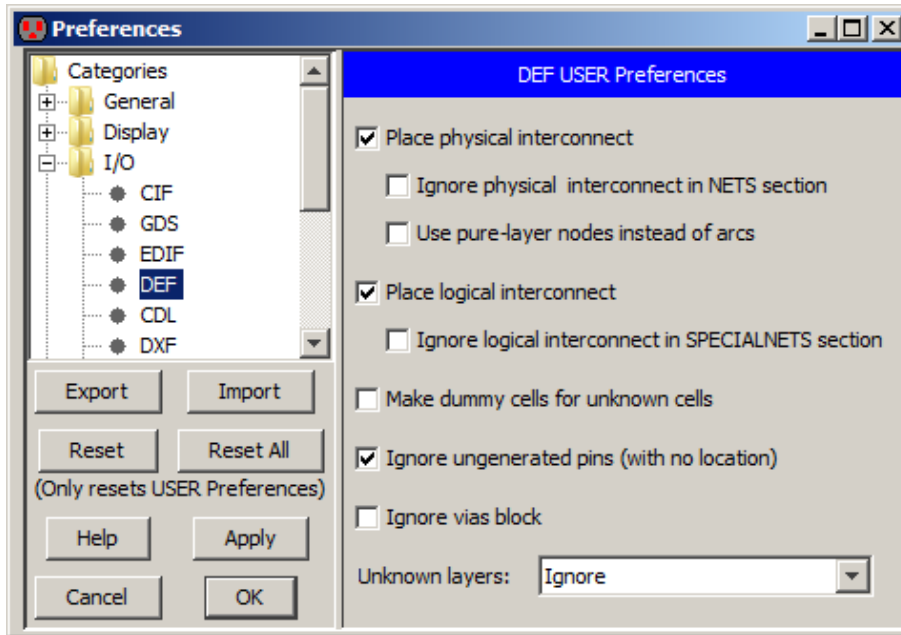 Preferences
Categories
General
Display
I/O
CIF
GDS
EDIF
DEF
CDL
DXF
Export Import
Reset Reset All
(Only resets USER Preferences)
Help Apply
Cancel OK
DEF USER Preferences
Place physical interconnect
Ignore physical interconnect in NETS section
Use pure-layer nodes instead of arcs
Place logical interconnect
Ignore logical interconnect in SPECIALNETS section
Make dummy cells for unknown cells
Ignore ungenerated pins (with no location)
Ignore vias block
Unknown layers: Ignore